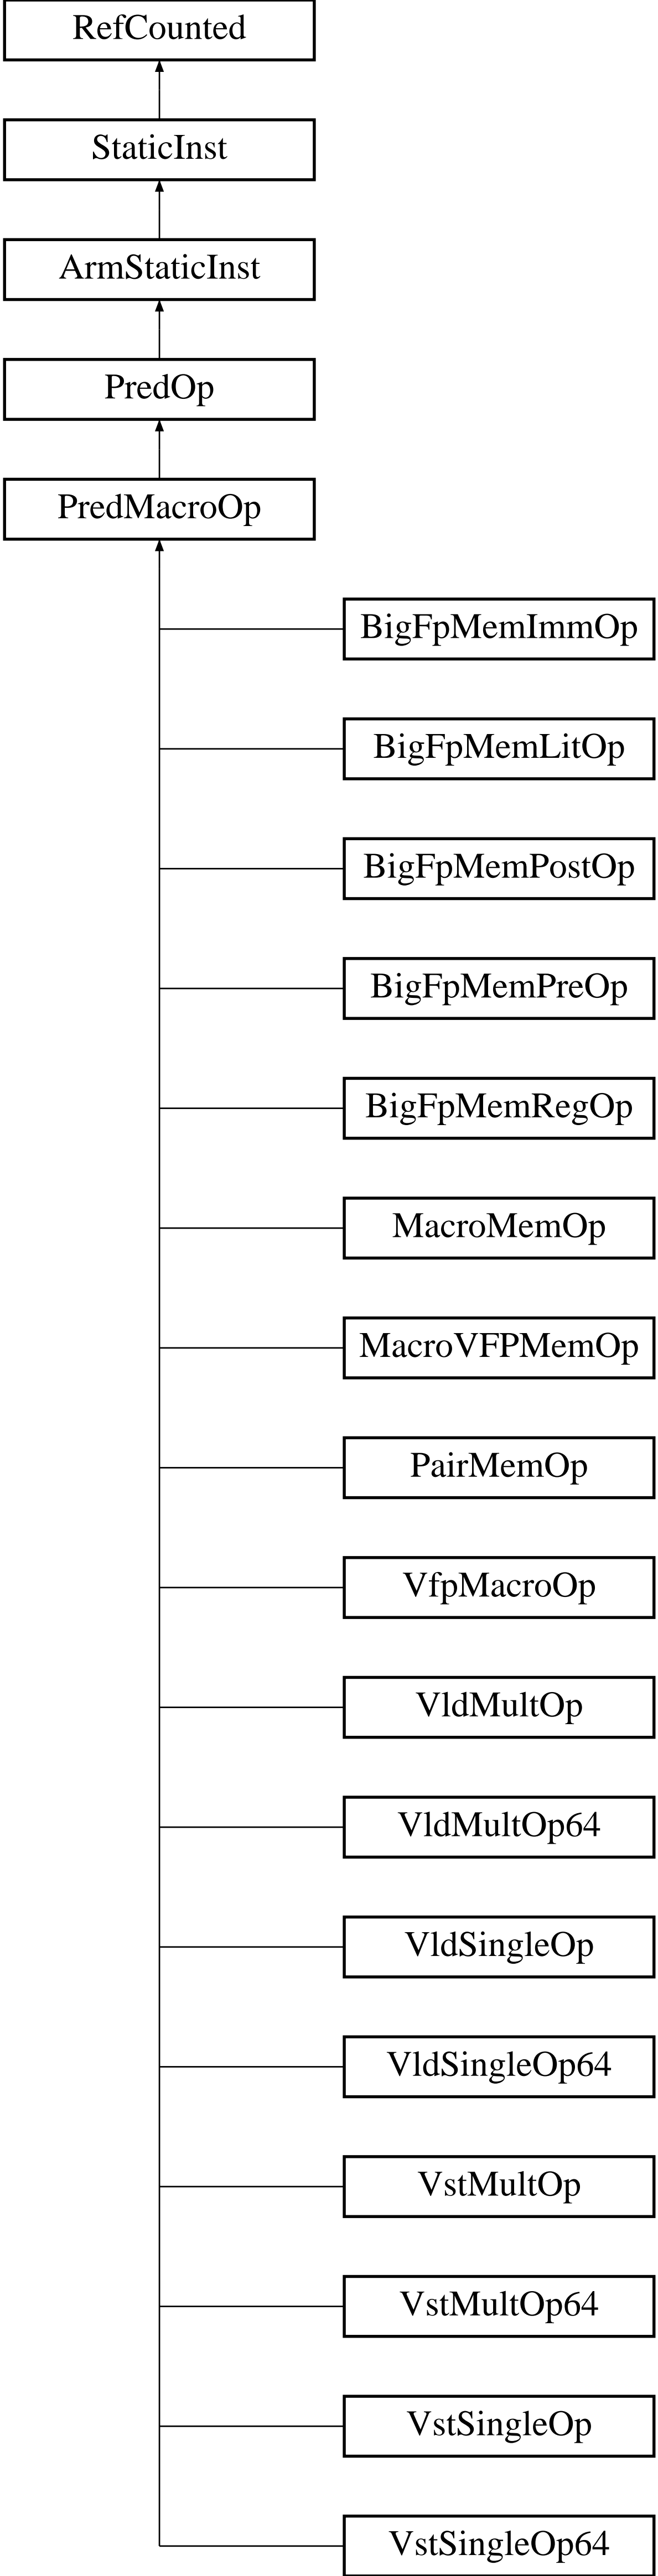 RefCounted
StaticInst
ArmStaticInst
PredOp
PredMacroOp
BigFpMemImmOp
BigFpMemLitOp
BigFpMemPostOp
BigFpMemPreOp
BigFpMemRegOp
MacroMemOp
MacroVFPMemOp
PairMemOp
VfpMacroOp
VldMultOp
VldMultOp64
VldSingleOp
VldSingleOp64
VstMultOp
VstMultOp64
VstSingleOp
VstSingleOp64